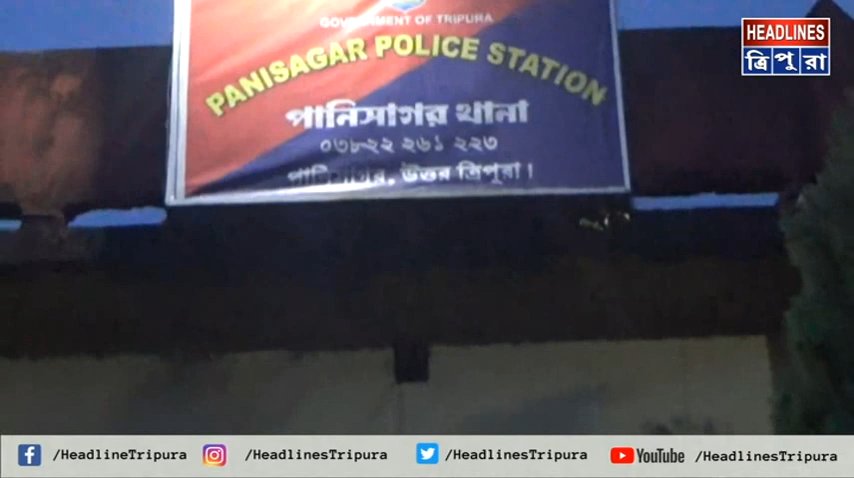 GOVERNMENT OF TRIPURA
PANISAGAR POLICE STATION
পানিসাগর থানা
০৩৮২২ ২৬১ ২২৩
পানিসাগর, উত্তর ত্রিপুরা।
HEADLINES
ত্রিপুরা
/HeadlineTripura
/HeadlinesTripura
/HeadlinesTripura
YouTube /HeadlinesTripura